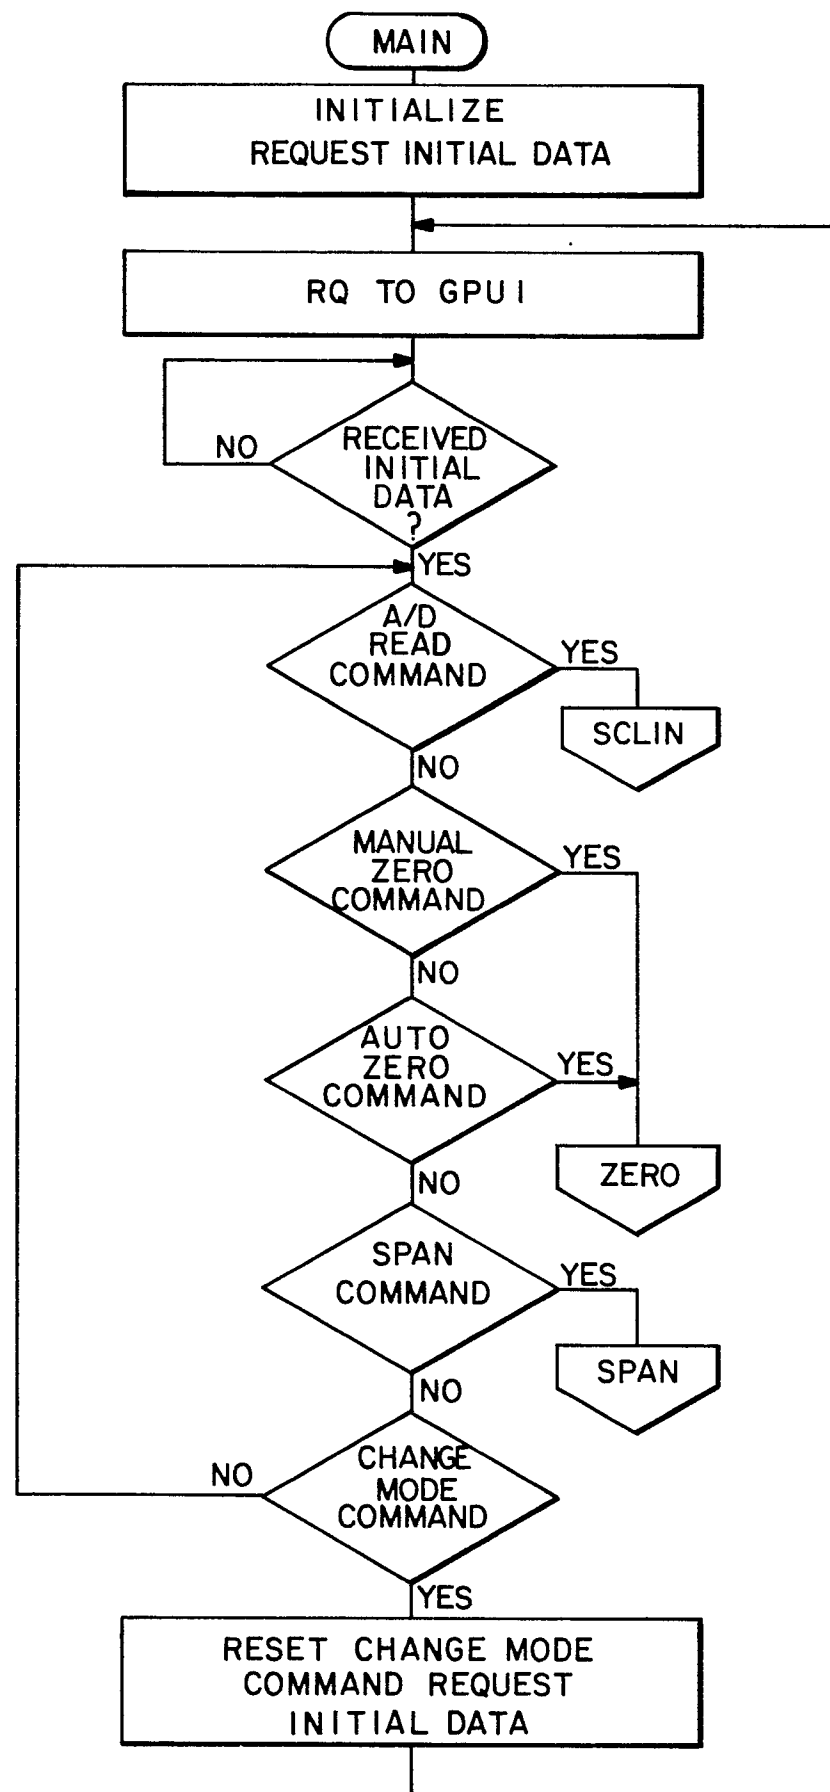 MAIN
INITIALIZE
REQUEST INITIAL DATA
RQ TO GPU I
NO
RECEIVED
INITIAL
DATA
?
YES
A/D
READ
COMMAND
YES
SCLIN
NO
MANUAL
ZERO
COMMAND
YES
NO
AUTO
ZERO
COMMAND
YES
ZERO
NO
SPAN
COMMAND
YES
SPAN
NO
CHANGE
MODE
COMMAND
NO
YES
RESET CHANGE MODE
COMMAND REQUEST
INITIAL DATA